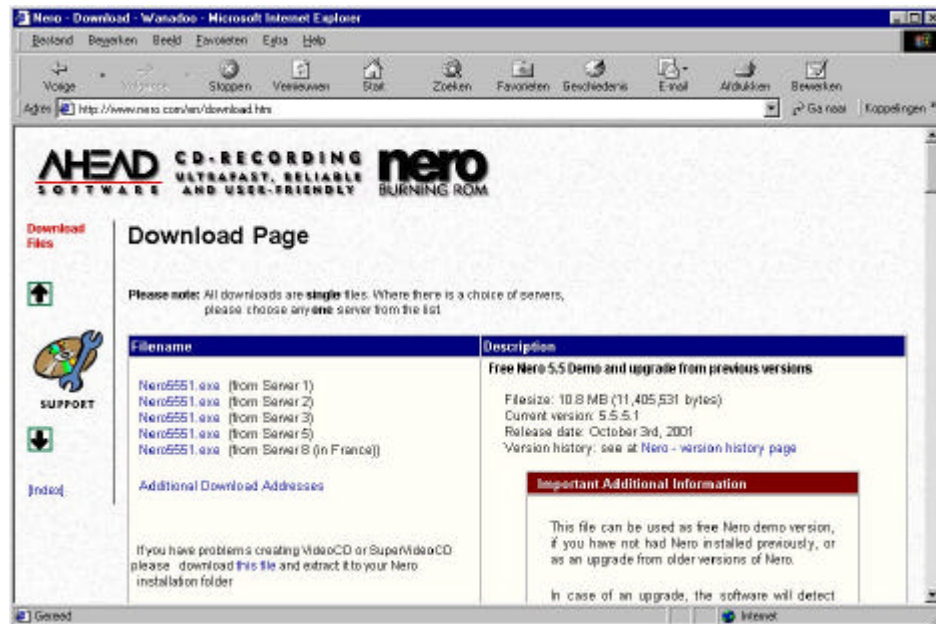 Nero - Download - Wanadoo - Microsoft Internet Explorer
Bestand Bewerken Beeld Favorieten Extra Help
Vorige Volgende Stoppen Vernieuwen Start Zoeken Favorieten Geschiedenis E-mail Afdrukken Bewerken
Adres http://www.nero.com/en/download.htm Ga naar Koppelingen
AHEAD SOFTWARE
CD-RECORDING
ULTRAFAST, RELIABLE
AND USER-FRIENDLY
nero
BURNING ROM
Download
Files
SUPPORT
[Index]
Download Page
Please note: All downloads are single files. Where there is a choice of servers,
please choose any one server from the list
Filename
Nero5551.exe (from Server 1)
Nero5551.exe (from Server 2)
Nero5551.exe (from Server 3)
Nero5551.exe (from Server 5)
Nero5551.exe (from Server 8 (in France))
Additional Download Addresses
If you have problems creating VideoCD or SuperVideoCD
please download this file and extract it to your Nero
installation folder
Description
Free Nero 5.5 Demo and upgrade from previous versions
Filesize: 10.8 MB (11,405,531 bytes)
Current version: 5.5.5.1
Release date: October 3rd, 2001
Version history: see at Nero - version history page
Important Additional Information
This file can be used as free Nero demo version,
if you have not had Nero installed previously, or
as an upgrade from older versions of Nero.
In case of an upgrade, the software will detect
Gereed
Internet